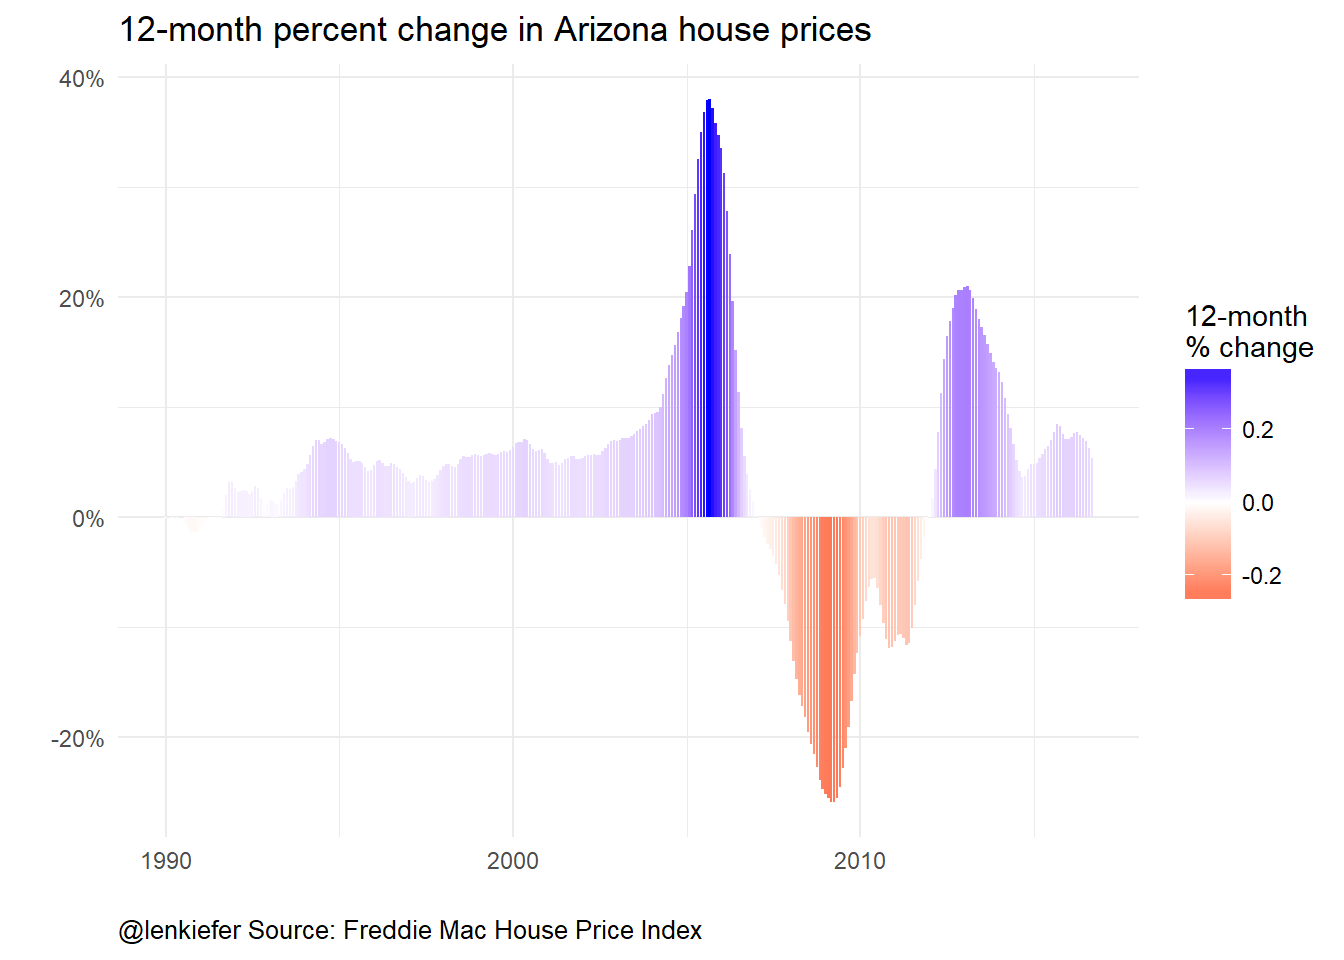 12-month percent change in Arizona house prices
40%
20%
0%
-20%
1990 2000 2010
12-month
% change
0.2
0.0
-0.2
@lenkiefer Source: Freddie Mac House Price Index